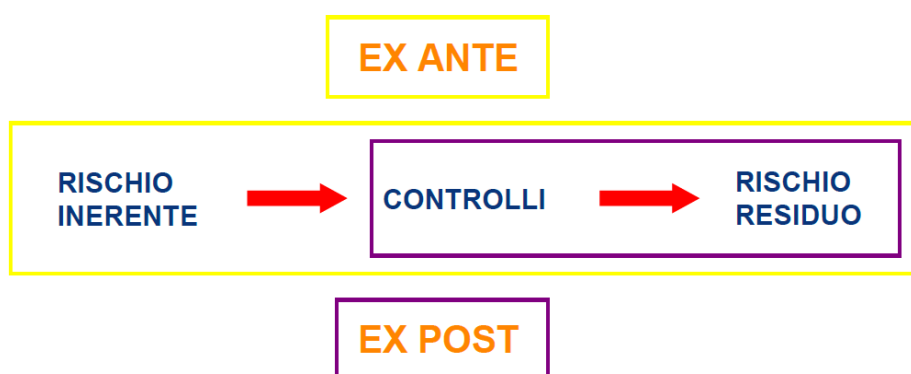 EX ANTE
RISCHIO
INERENTE
CONTROLLI
RISCHIO
RESIDUO
EX POST